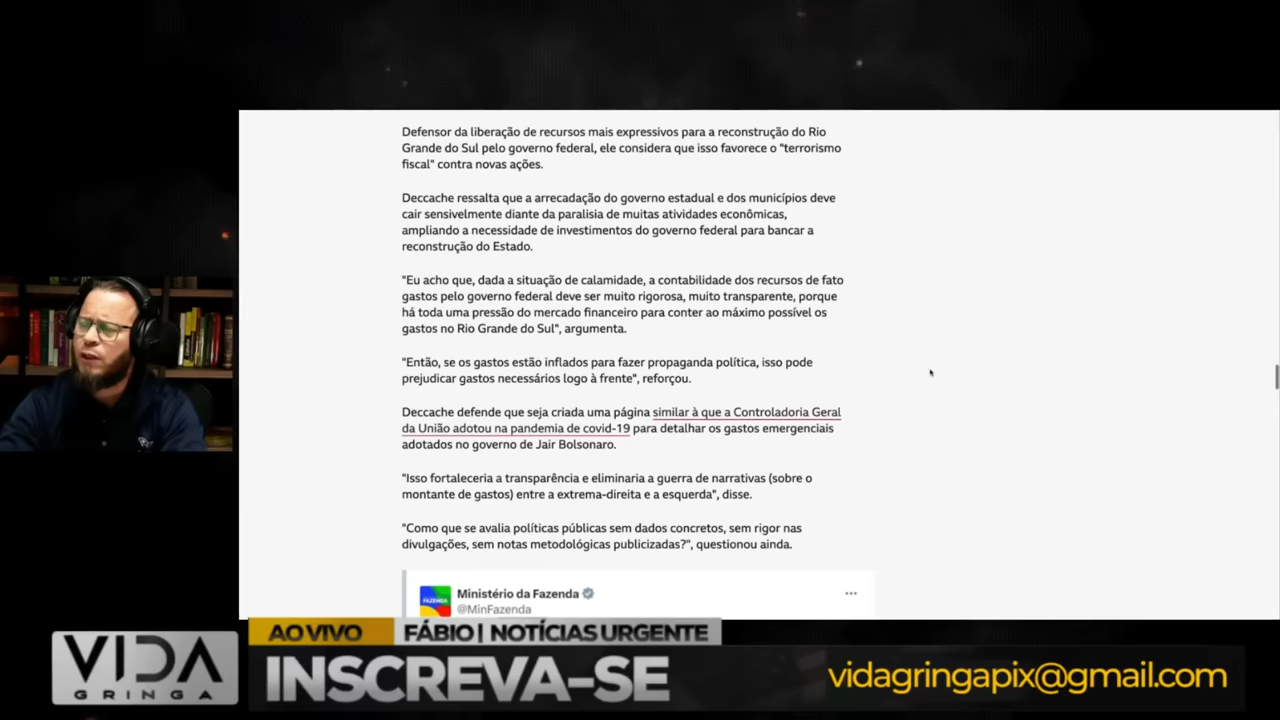 Defensor da liberação de recursos mais expressivos para a reconstrução do Rio
Grande do Sul pelo governo federal, ele considera que isso favorece o "terrorismo
fiscal" contra novas ações.
Deccache ressalta que a arrecadação do governo estadual e dos municípios deve
cair sensivelmente diante da paralisia de muitas atividades econômicas,
ampliando a necessidade de investimentos do governo federal para bancar a
reconstrução do Estado.
"Eu acho que, dada a situação de calamidade, a contabilidade dos recursos de fato
gastos pelo governo federal deve ser muito rigorosa, muito transparente, porque
há toda uma pressão do mercado financeiro para conter ao máximo possível os
gastos no Rio Grande do Sul", argumenta.
"Então, se os gastos estão inflados para fazer propaganda política, isso pode
prejudicar gastos necessários logo à frente", reforçou.
Deccache defende que seja criada uma página similar à que a Controladoria Geral
da União adotou na pandemia de covid-19 para detalhar os gastos emergenciais
adotados no governo de Jair Bolsonaro.
"Isso fortaleceria a transparência e eliminaria a guerra de narrativas (sobre o
montante de gastos) entre a extrema-direita e a esquerda", disse.
"Como que se avalia políticas públicas sem dados concretos, sem rigor nas
divulgações, sem notas metodológicas publicizadas?", questionou ainda.
FAZENDA
Ministério da Fazenda
@MinFazenda
AO VIVO
FÁBIO | NOTÍCIAS URGENTE
VIDA
GRINGA
INSCREVA-SE
vidagringapix@gmail.com